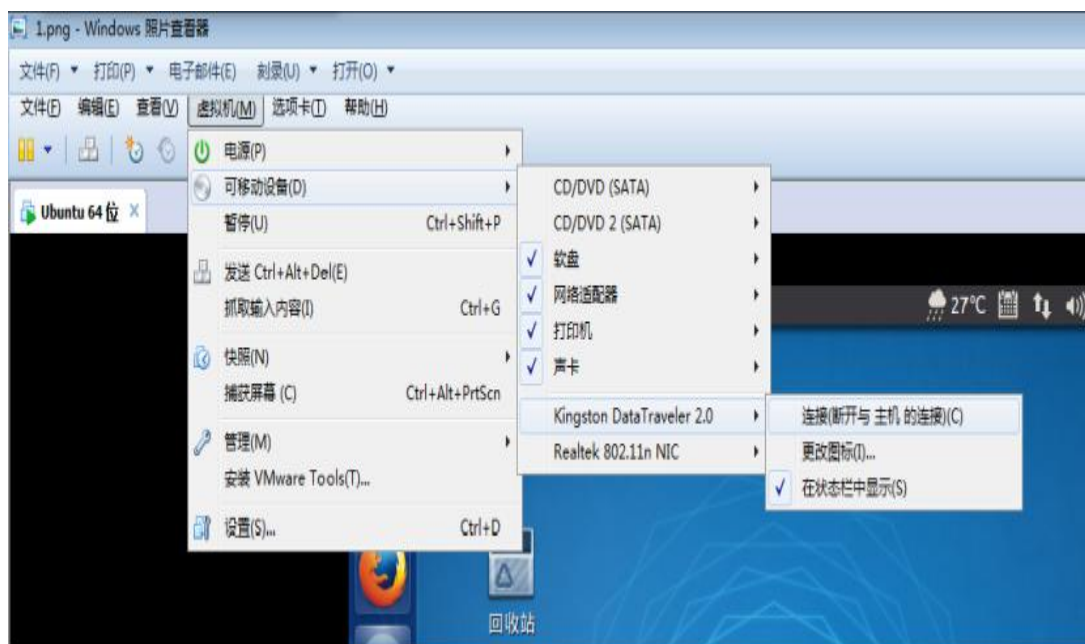 1.png - Windows 照片查看器
文件(F) 打印(P) 电子邮件(E) 刻录(U) 打开(O)
文件(F) 编辑(E) 查看(V) 虚拟机(M) 选项卡(T) 帮助(H)
Ubuntu 64 位
电源(P)
可移动设备(D)
暂停(U) Ctrl+Shift+P
发送 Ctrl+Alt+Del(E)
抓取输入内容(I) Ctrl+G
快照(N)
捕获屏幕 (C) Ctrl+Alt+PrtScn
管理(M)
安装 VMware Tools(T)...
设置(S)... Ctrl+D
CD/DVD (SATA)
CD/DVD 2 (SATA)
软盘
网络适配器
打印机
声卡
Kingston DataTraveler 2.0
Realtek 802.11n NIC
连接(断开与 主机 的连接)(C)
更改图标(I)...
在状态栏中显示(S)
27°C
回收站